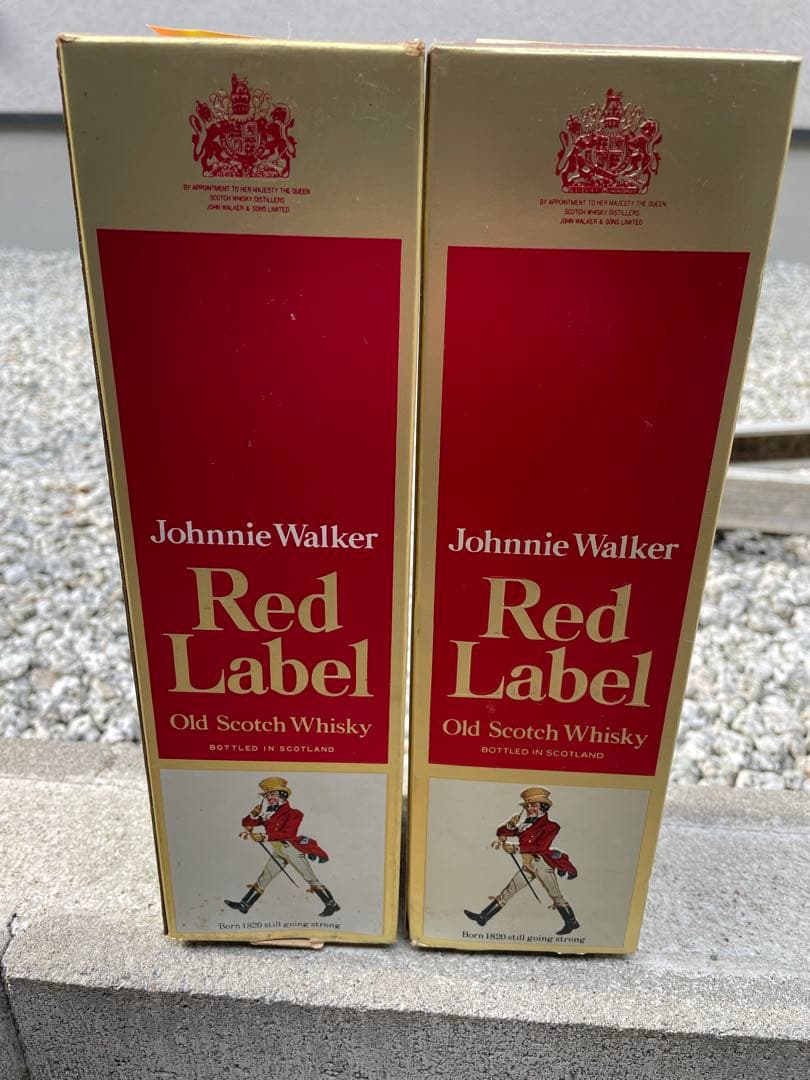 BY APPOINTMENT TO HER MAJESTY THE QUEEN
SCOTCH WHISKY DISTILLERS
JOHN WALKER & SONS LIMITED
Johnnie Walker
Red
Label
Old Scotch Whisky
BOTTLED IN SCOTLAND
Born 1820 still going strong
BY APPOINTMENT TO HER MAJESTY THE QUEEN
SCOTCH WHISKY DISTILLERS
JOHN WALKER & SONS LIMITED
Johnnie Walker
Red
Label
Old Scotch Whisky
BOTTLED IN SCOTLAND
Born 1820 still going strong